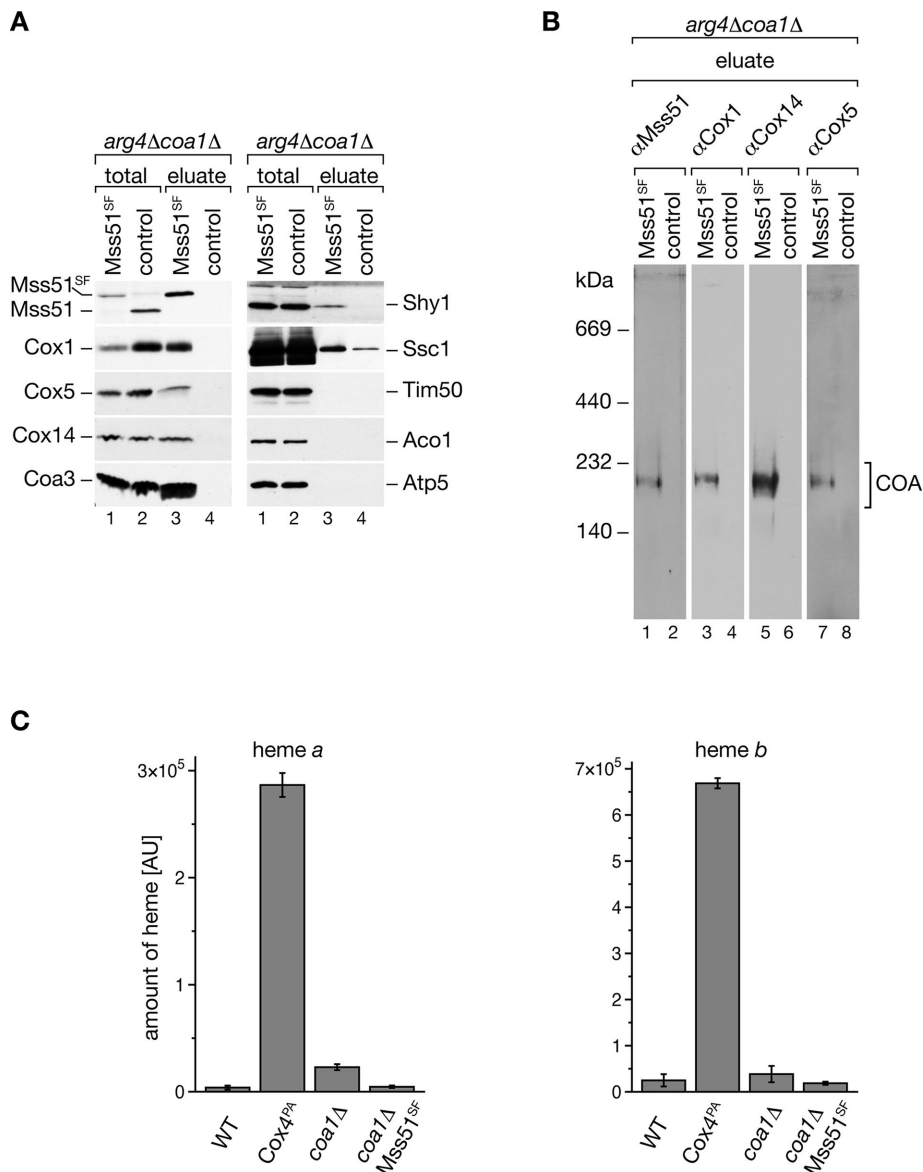 A
arg4Δcoa1Δ
total eluate
Mss51SF control Mss51SF control
Mss51SF
Mss51
Cox1
Cox5
Cox14
Coa3
1 2 3 4
arg4Δcoa1Δ
total eluate
Mss51SF control Mss51SF control
Shy1
Ssc1
Tim50
Aco1
Atp5
1 2 3 4
B
arg4Δcoa1Δ
eluate
αMss51 αCox1 αCox14 αCox5
Mss51SF control Mss51SF control Mss51SF control Mss51SF control
kDa
669
440
232
140
COA
1 2 3 4 5 6 7 8
C
heme a
amount of heme [AU]
3×10⁵
2
1
0
WT Cox4PA coa1Δ coa1Δ Mss51SF
heme b
7×10⁵
6
5
4
3
2
1
0
WT Cox4PA coa1Δ coa1Δ Mss51SF